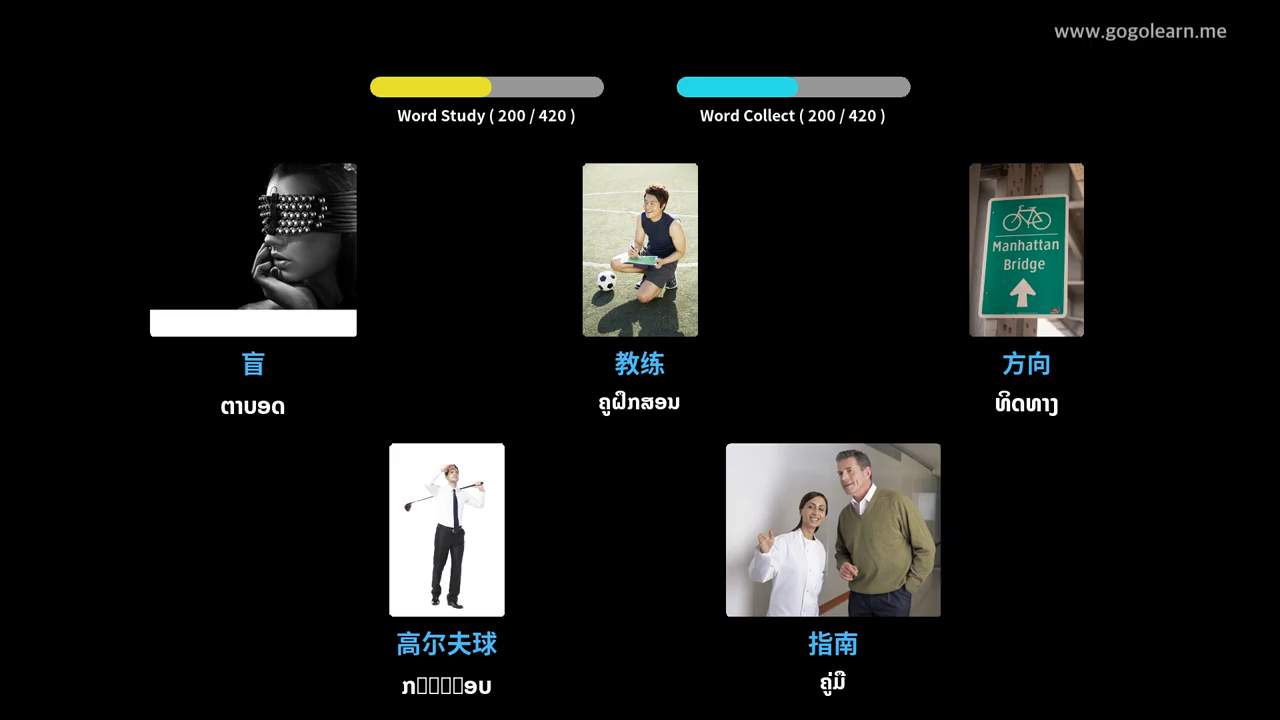 www.gogolearn.me
Word Study ( 200 / 420 )
Word Collect ( 200 / 420 )
Manhattan
Bridge
盲
教练
方向
ຕາບອດ
ຄູຝຶກສອນ
ທິດທາງ
高尔夫球
指南
ຄູ່ມື